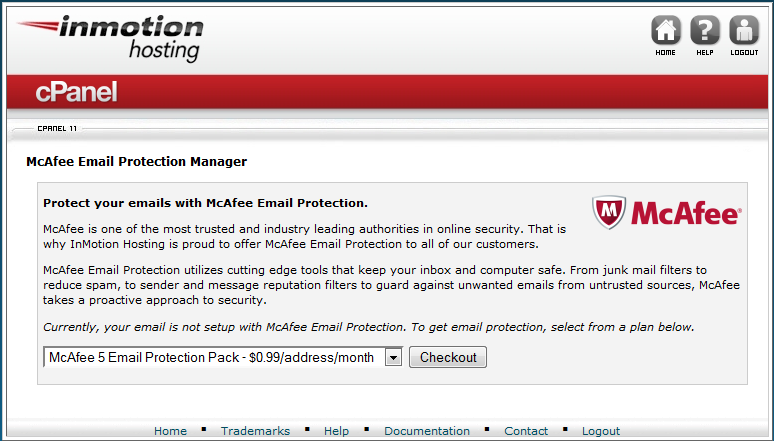 inmotion
hosting
HOME HELP LOGOUT
cPanel
CPANEL 11
McAfee Email Protection Manager
Protect your emails with McAfee Email Protection.
McAfee®
McAfee is one of the most trusted and industry leading authorities in online security. That is
why InMotion Hosting is proud to offer McAfee Email Protection to all of our customers.
McAfee Email Protection utilizes cutting edge tools that keep your inbox and computer safe. From junk mail filters to
reduce spam, to sender and message reputation filters to guard against unwanted emails from untrusted sources, McAfee
takes a proactive approach to security.
Currently, your email is not setup with McAfee Email Protection. To get email protection, select from a plan below.
McAfee 5 Email Protection Pack - $0.99/address/month Checkout
Home ▪ Trademarks ▪ Help ▪ Documentation ▪ Contact ▪ Logout